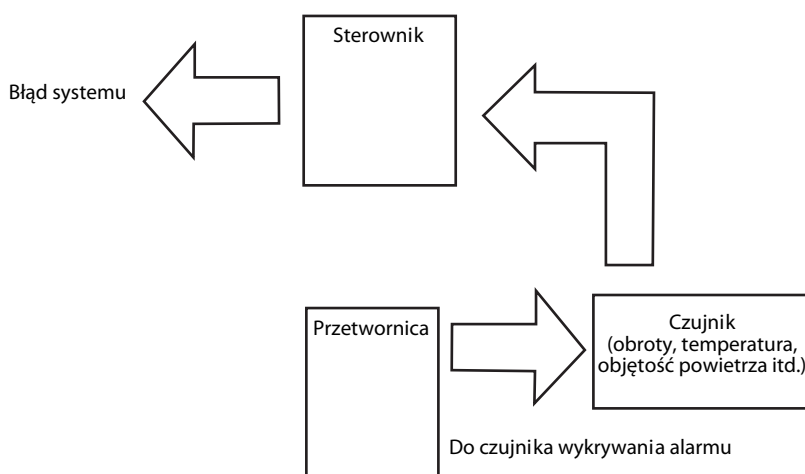 Sterownik
Błąd systemu
Przetwornica
Czujnik
(obroty, temperatura,
objętość powietrza itd.)
Do czujnika wykrywania alarmu